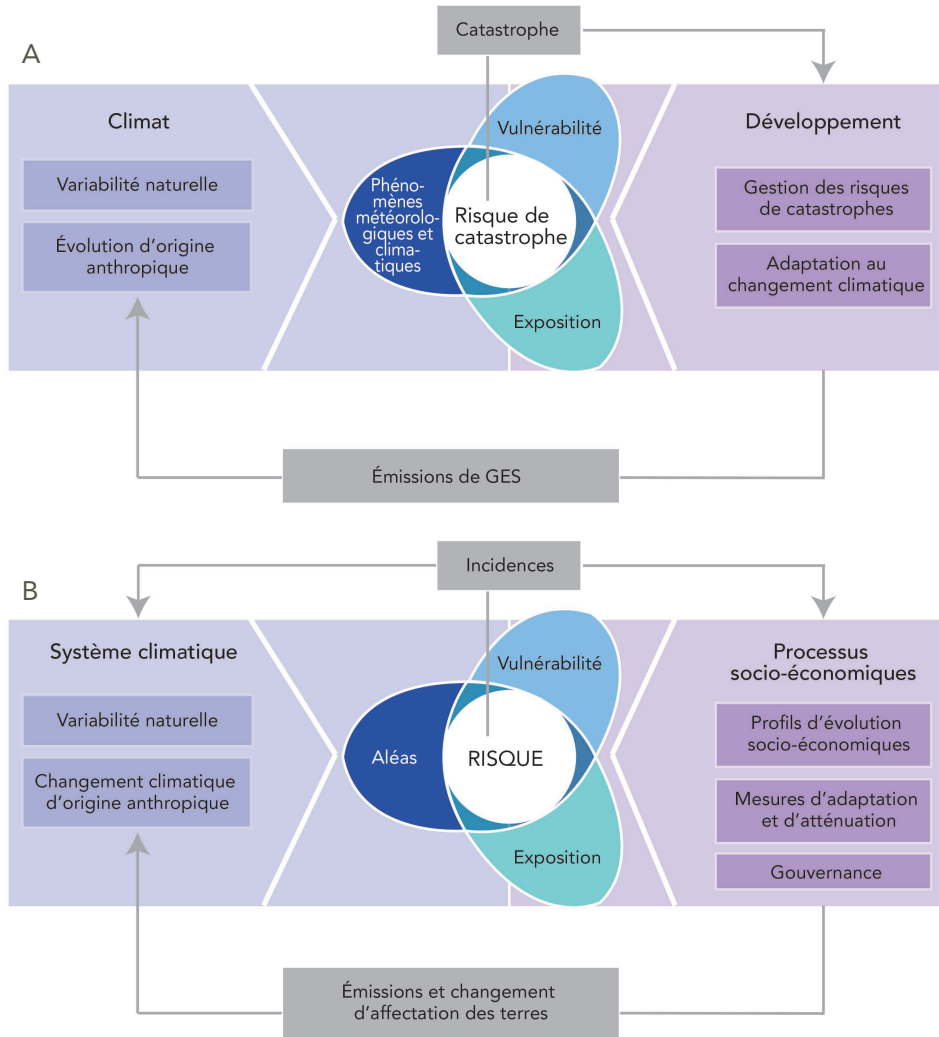 A
Catastrophe
Climat
Variabilité naturelle
Évolution d'origine
anthropique
Vulnérabilité
Phéno-
mènes
météorolo-
giques et
clima-
tiques
Risque de
catastrophe
Exposition
Développement
Gestion des risques
de catastrophes
Adaptation au
changement climatique
Émissions de GES
B
Incidences
Système climatique
Variabilité naturelle
Changement climatique
d'origine anthropique
Vulnérabilité
Aléas
RISQUE
Exposition
Processus
socio-économiques
Profils d'évolution
socio-économiques
Mesures d'adaptation
et d'atténuation
Gouvernance
Émissions et changement
d'affectation des terres